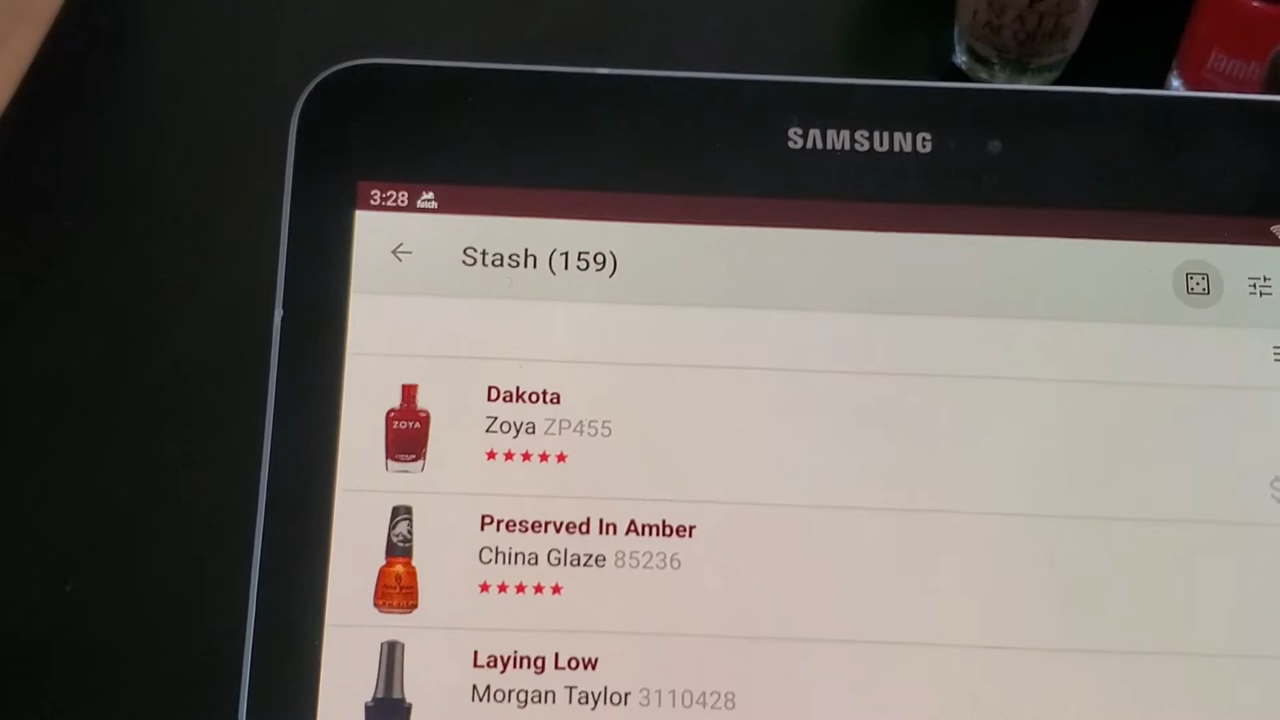 SAMSUNG
3:28 fetch
Stash (159)
Dakota
Zoya ZP455
ZOYA
Preserved In Amber
China Glaze 85236
Laying Low
Morgan Taylor 3110428